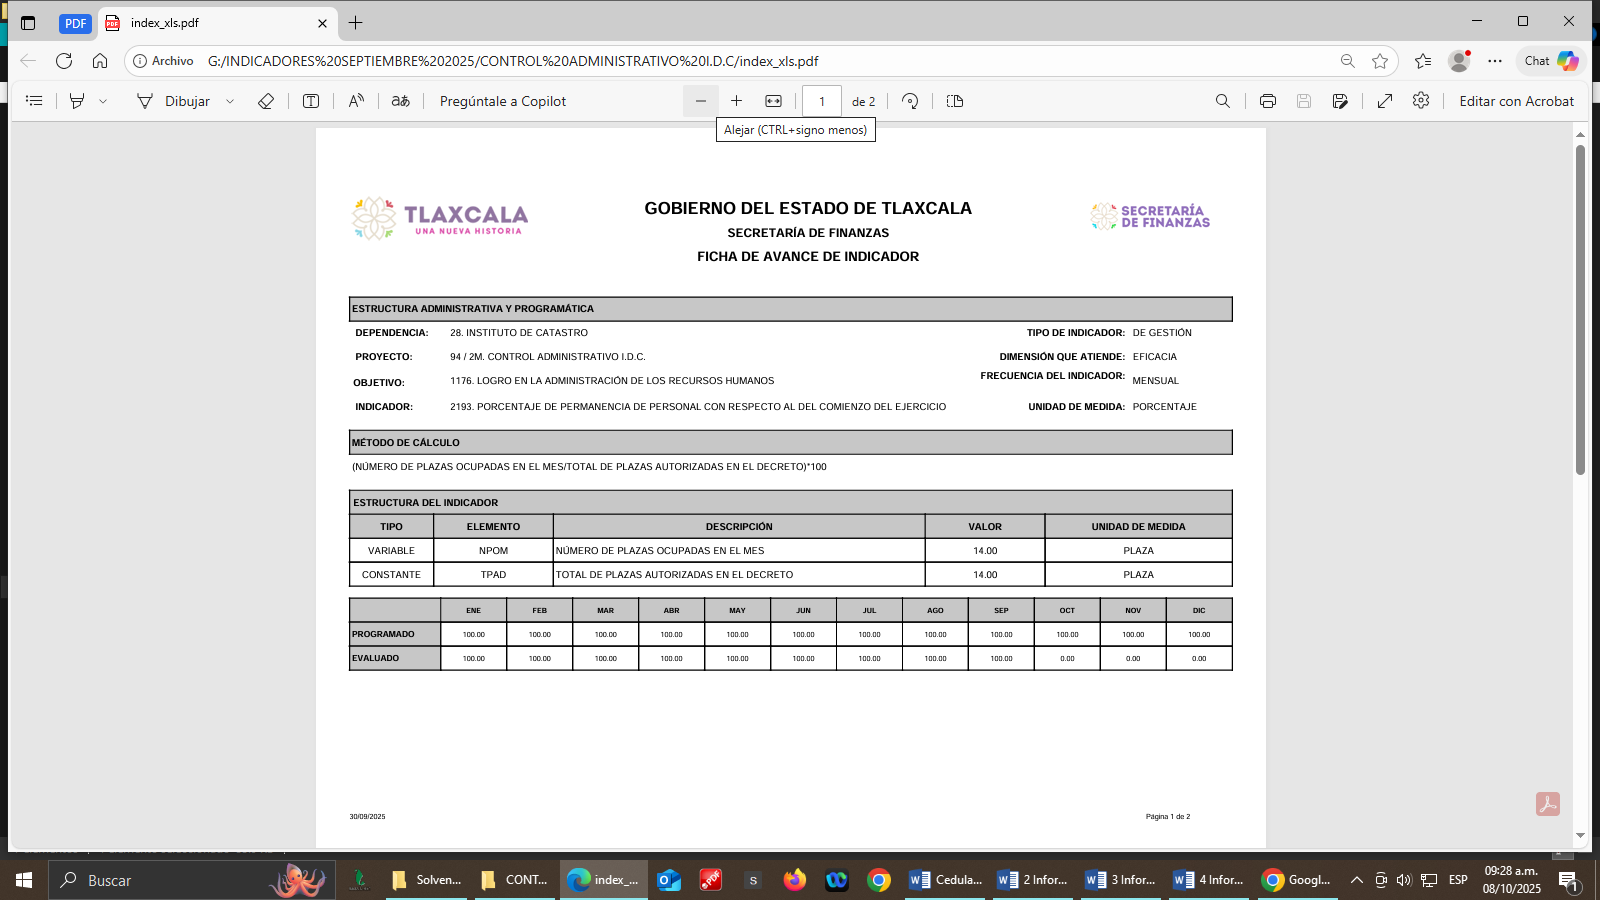 PDF
index_xls.pdf
Archivo
G:/INDICADORES%20SEPTIEMBRE%202025/CONTROL%20ADMINISTRATIVO%20I.D.C/index_xls.pdf
Chat
Dibujar
Pregúntale a Copilot
1
de 2
Editar con Acrobat
Alejar (CTRL+signo menos)
TLAXCALA
UNA NUEVA HISTORIA
GOBIERNO DEL ESTADO DE TLAXCALA
SECRETARÍA DE FINANZAS
FICHA DE AVANCE DE INDICADOR
SECRETARÍA
DE FINANZAS
ESTRUCTURA ADMINISTRATIVA Y PROGRAMÁTICA
DEPENDENCIA: 28. INSTITUTO DE CATASTRO TIPO DE INDICADOR: DE GESTIÓN
PROYECTO: 94 / 2M. CONTROL ADMINISTRATIVO I.D.C. DIMENSIÓN QUE ATIENDE: EFICACIA
OBJETIVO: 1176. LOGRO EN LA ADMINISTRACIÓN DE LOS RECURSOS HUMANOS FRECUENCIA DEL INDICADOR: MENSUAL
INDICADOR: 2193. PORCENTAJE DE PERMANENCIA DE PERSONAL CON RESPECTO AL DEL COMIENZO DEL EJERCICIO UNIDAD DE MEDIDA: PORCENTAJE
MÉTODO DE CÁLCULO
(NÚMERO DE PLAZAS OCUPADAS EN EL MES/TOTAL DE PLAZAS AUTORIZADAS EN EL DECRETO)*100
ESTRUCTURA DEL INDICADOR
TIPO ELEMENTO DESCRIPCIÓN VALOR UNIDAD DE MEDIDA
VARIABLE NPOM NÚMERO DE PLAZAS OCUPADAS EN EL MES 14.00 PLAZA
CONSTANTE TPAD TOTAL DE PLAZAS AUTORIZADAS EN EL DECRETO 14.00 PLAZA
ENE FEB MAR ABR MAY JUN JUL AGO SEP OCT NOV DIC
PROGRAMADO 100.00 100.00 100.00 100.00 100.00 100.00 100.00 100.00 100.00 100.00 100.00 100.00
EVALUADO 100.00 100.00 100.00 100.00 100.00 100.00 100.00 100.00 100.00 0.00 0.00 0.00
30/09/2025 Página 1 de 2
Buscar
Solven...
CONT...
index_...
Cedula...
2 Infor...
3 Infor...
4 Infor...
Googl...
ESP
09:28 a.m.
08/10/2025
1